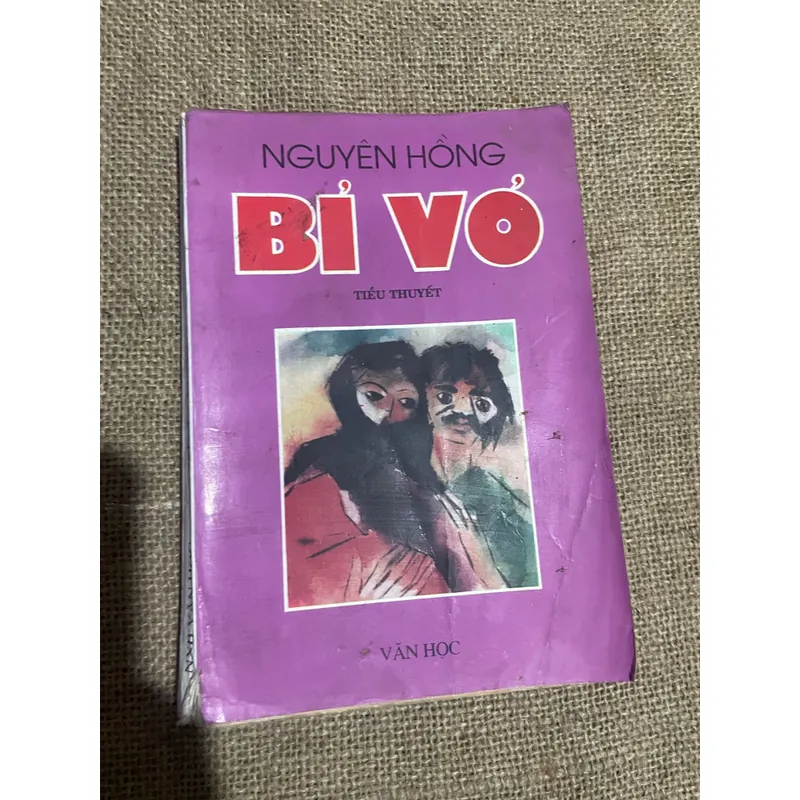 NGUYÊN HỒNG
BỈ VỎ
TIỂU THUYẾT
VĂN HỌC